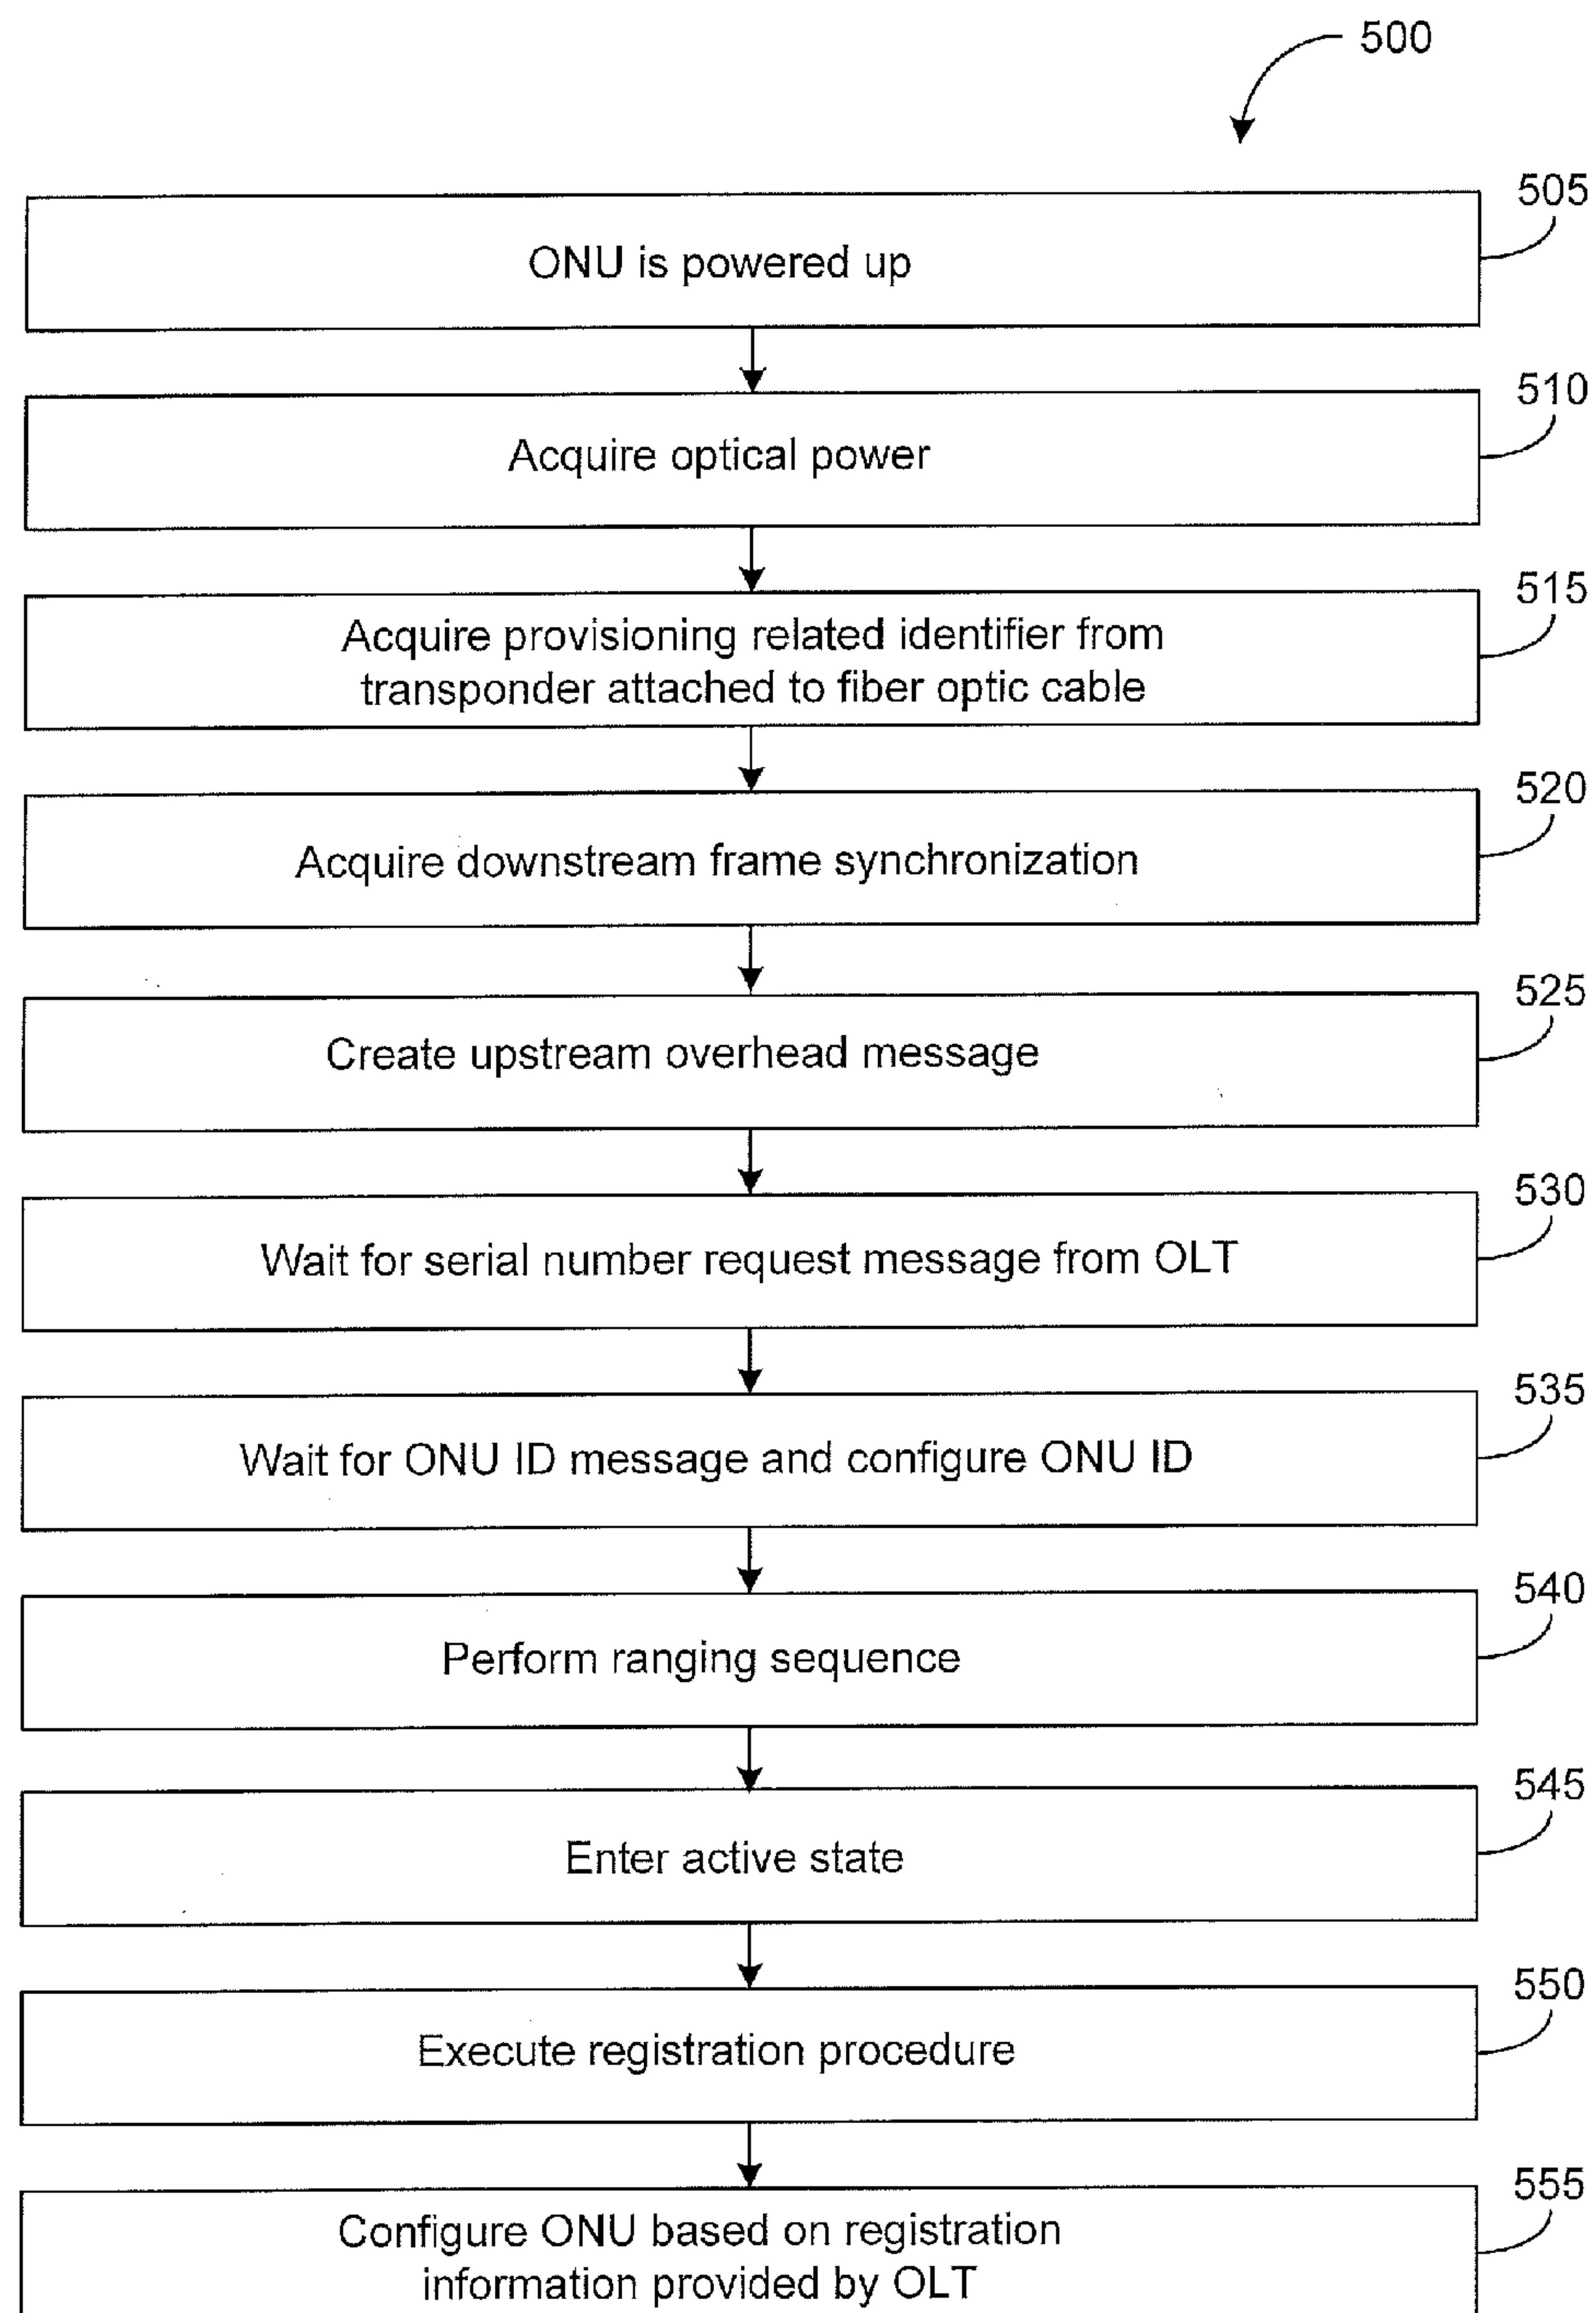 500
505
ONU is powered up
510
Acquire optical power
515
Acquire provisioning related identifier from
transponder attached to fiber optic cable
520
Acquire downstream frame synchronization
525
Create upstream overhead message
530
Wait for serial number request message from OLT
535
Wait for ONU ID message and configure ONU ID
540
Perform ranging sequence
545
Enter active state
550
Execute registration procedure
555
Configure ONU based on registration
information provided by OLT